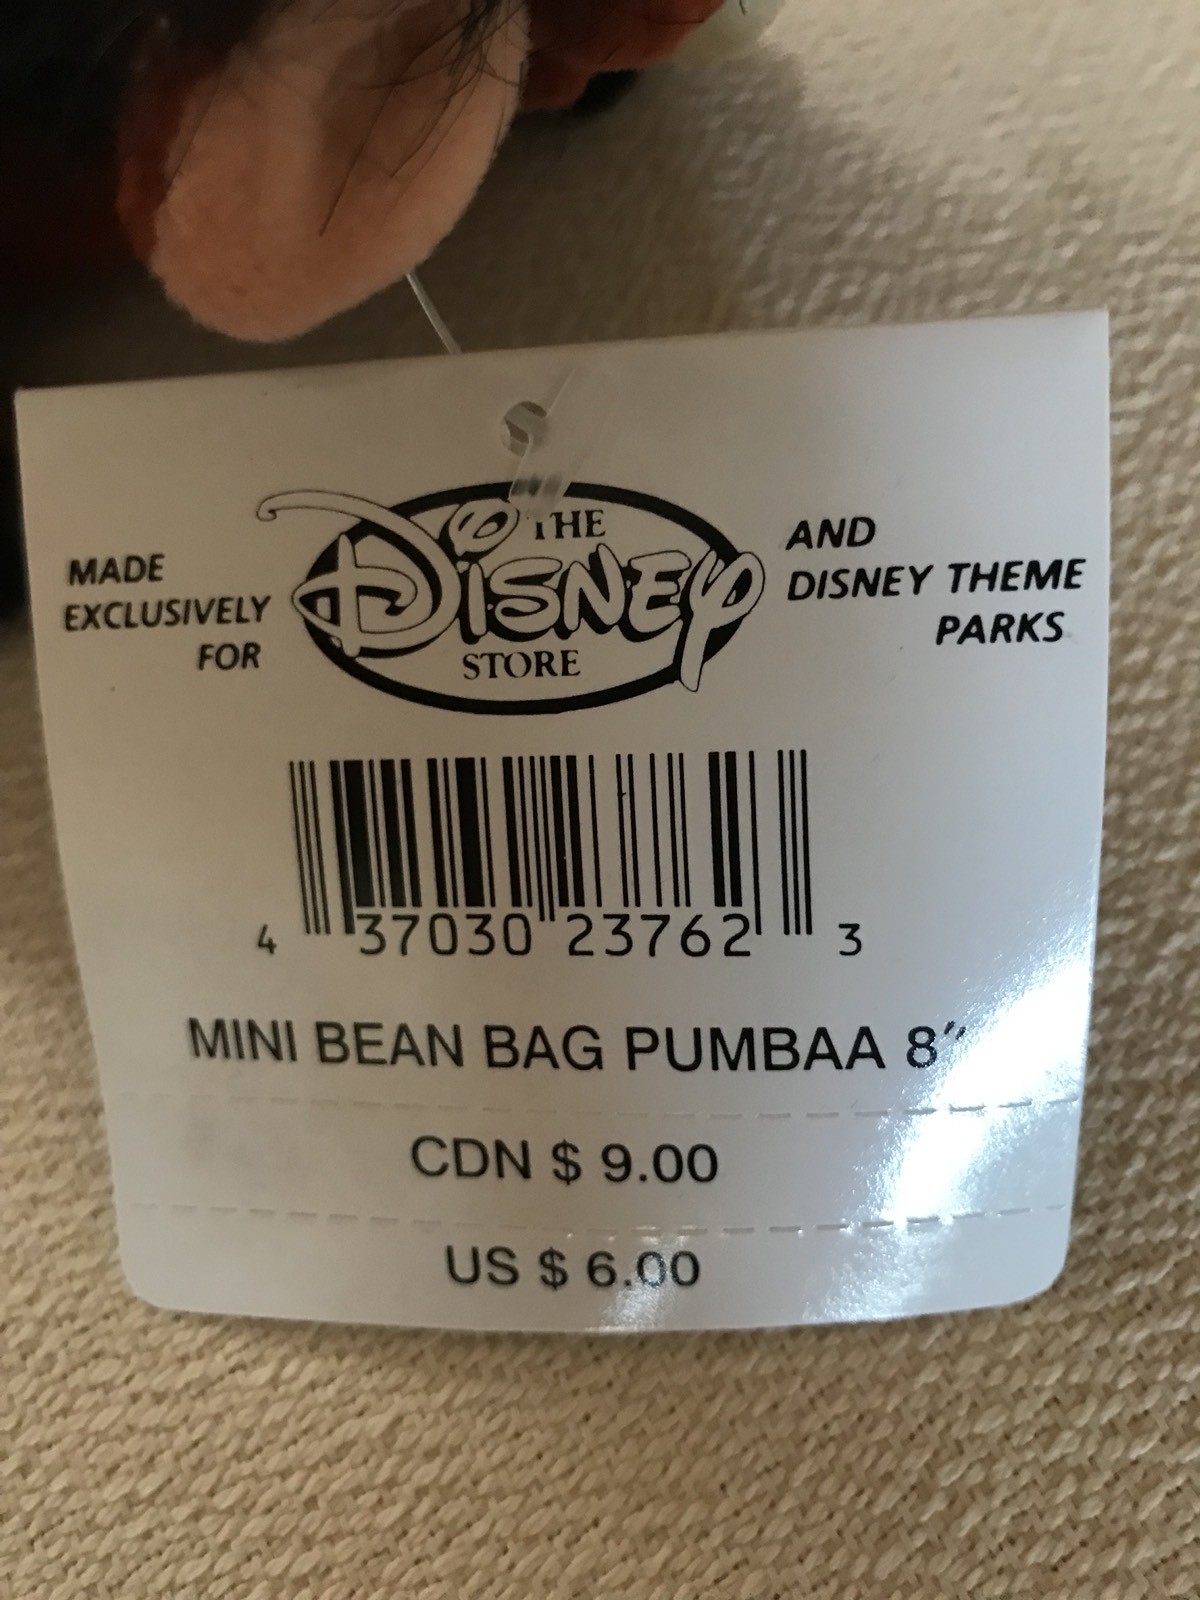 MADE
EXCLUSIVELY
FOR
THE
DISNEY
STORE
AND
DISNEY THEME
PARKS
4 37030 23762 3
MINI BEAN BAG PUMBAA 8"
CDN $ 9.00
US $ 6.00